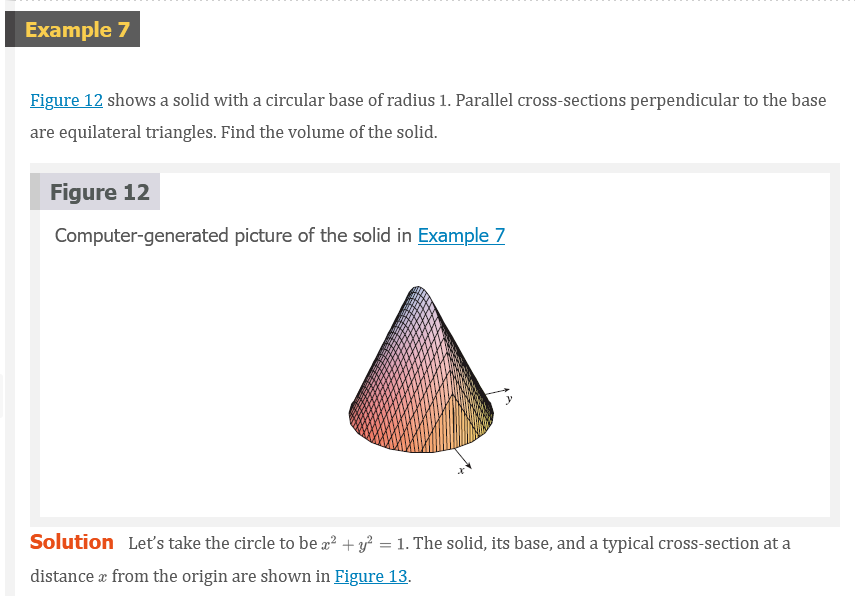 Example 7
Figure 12 shows a solid with a circular base of radius 1. Parallel cross-sections perpendicular to the base
are equilateral triangles. Find the volume of the solid.
Figure 12
Computer-generated picture of the solid in Example 7
y
x
Solution Let’s take the circle to be x² + y² = 1. The solid, its base, and a typical cross-section at a
distance x from the origin are shown in Figure 13.